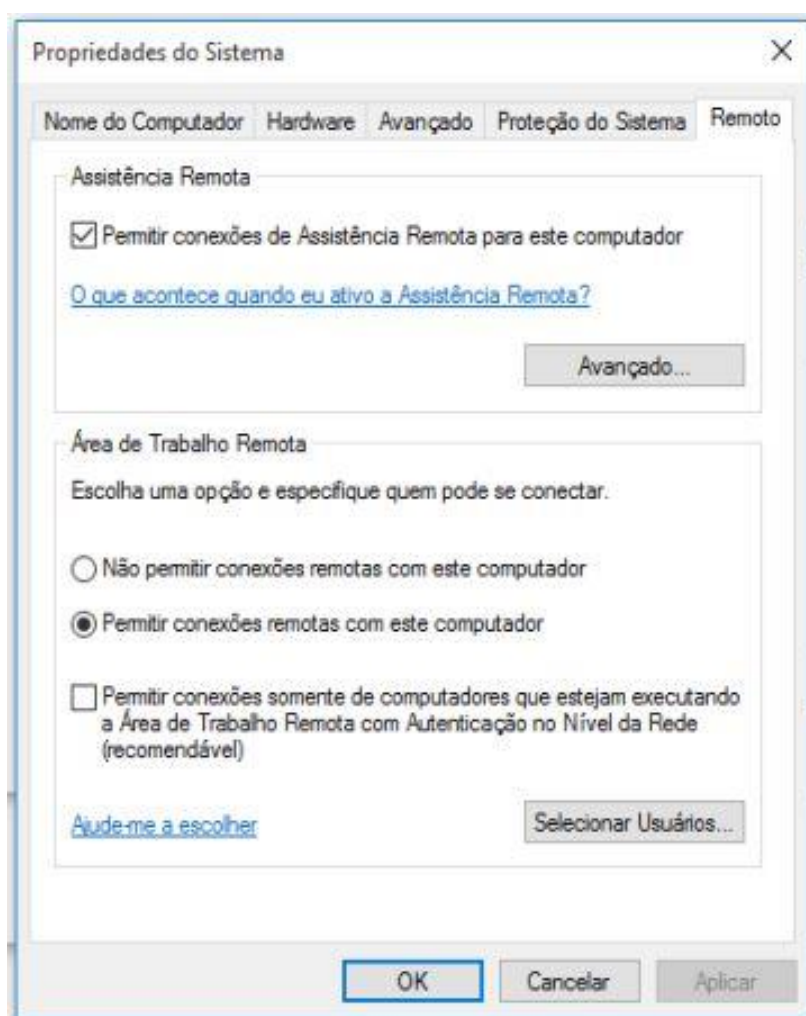 Propriedades do Sistema
Nome do Computador Hardware Avançado Proteção do Sistema Remoto
Assistência Remota
Permitir conexões de Assistência Remota para este computador
O que acontece quando eu ativo a Assistência Remota?
Avançado...
Área de Trabalho Remota
Escolha uma opção e especifique quem pode se conectar.
Não permitir conexões remotas com este computador
Permitir conexões remotas com este computador
Permitir conexões somente de computadores que estejam executando
a Área de Trabalho Remota com Autenticação no Nível da Rede
(recomendável)
Ajude-me a escolher
Selecionar Usuários...
OK Cancelar Aplicar